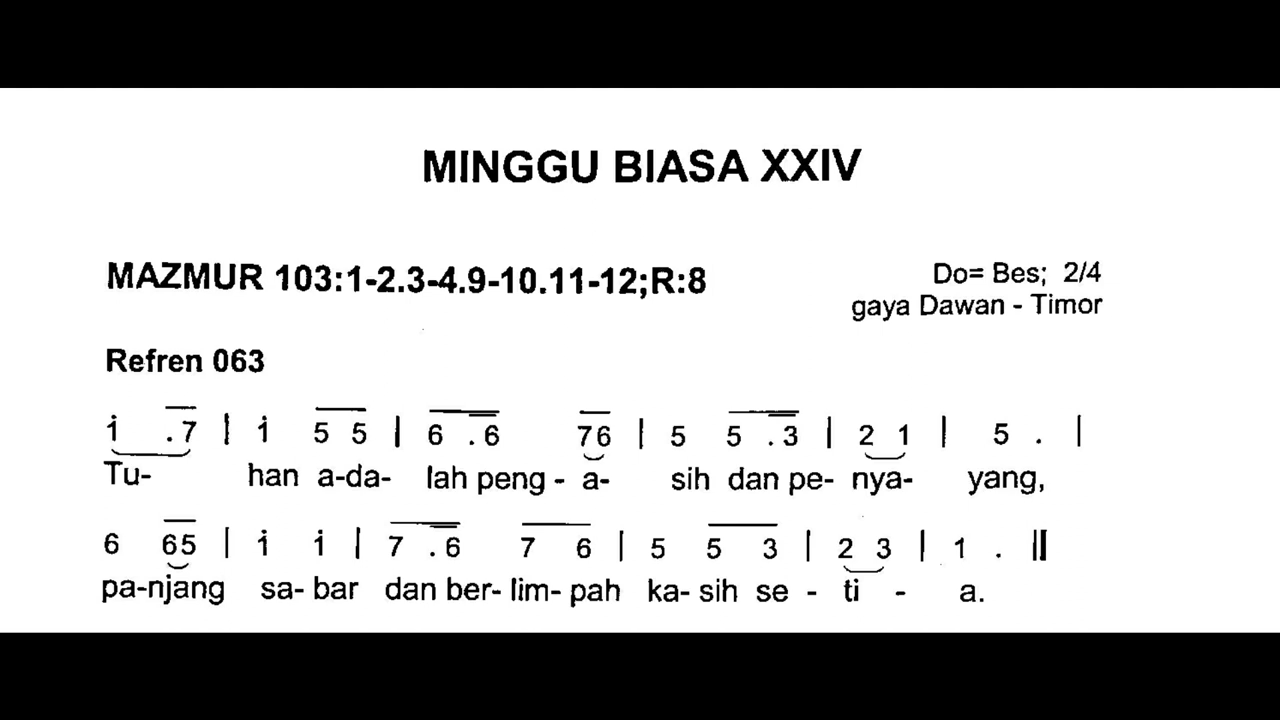 MINGGU BIASA XXIV
MAZMUR 103:1-2.3-4.9-10.11-12;R:8
Do= Bes; 2/4
gaya Dawan - Timor
Refren 063
i .7 | i 5 5 | 6 .6 76 | 5 5 .3 | 2 1 | 5 . |
Tu- han a-da- lah peng - a- sih dan pe- nya- yang,
6 65 | i i | 7 .6 7 6 | 5 5 3 | 2 3 | 1 . ||
pa-njang sa- bar dan ber- lim- pah ka- sih se - ti - a.